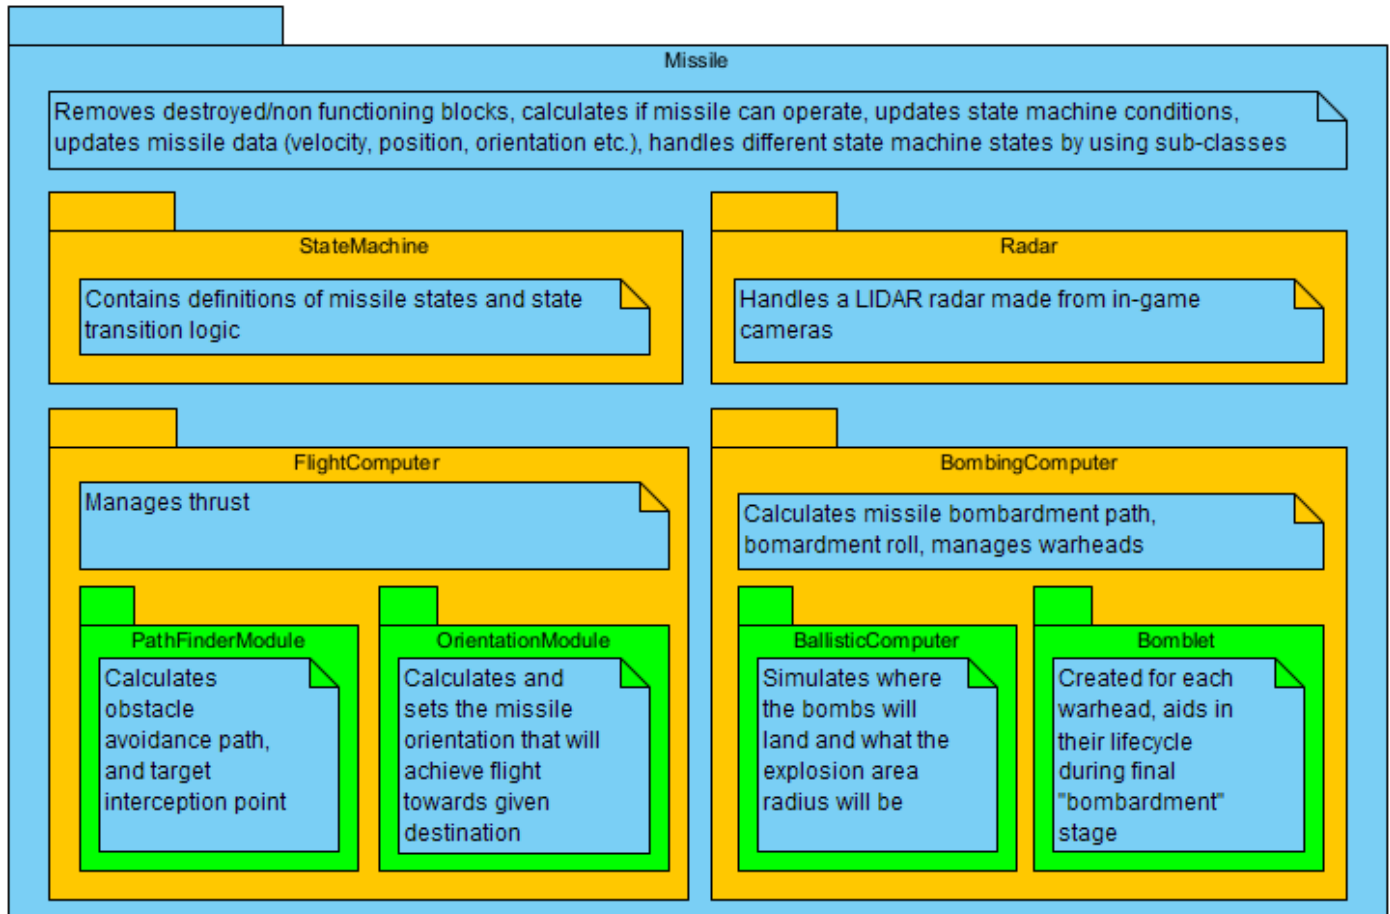 Missile
Removes destroyed/non functioning blocks, calculates if missile can operate, updates state machine conditions,
updates missile data (velocity, position, orientation etc.), handles different state machine states by using sub-classes
StateMachine
Contains definitions of missile states and state
transition logic
Radar
Handles a LIDAR radar made from in-game
cameras
FlightComputer
Manages thrust
PathFinderModule
Calculates
obstacle
avoidance path,
and target
interception point
OrientationModule
Calculates and
sets the missile
orientation that will
achieve flight
towards given
destination
BombingComputer
Calculates missile bombardment path,
bomardment roll, manages warheads
BallisticComputer
Simulates where
the bombs will
land and what the
explosion area
radius will be
Bomblet
Created for each
warhead, aids in
their lifecycle
during final
"bombardment"
stage